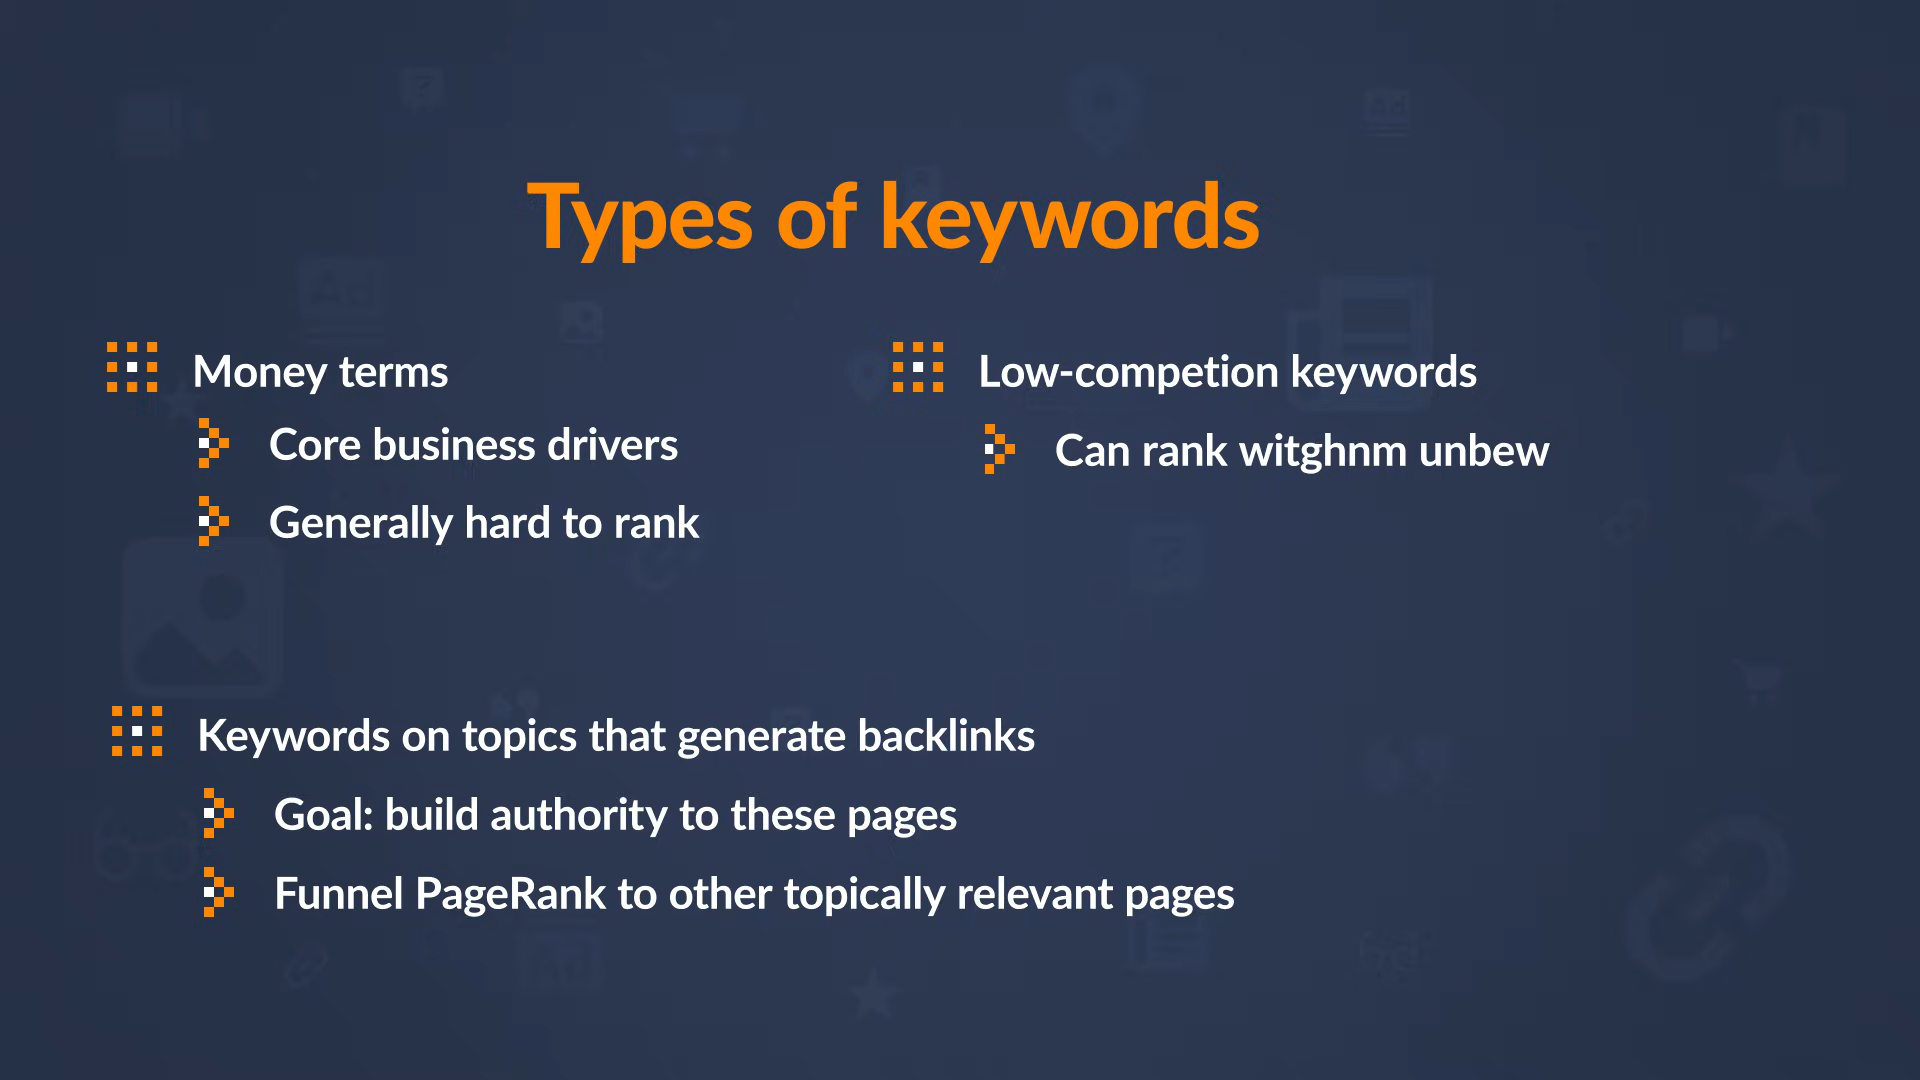 Types of keywords
Money terms
Core business drivers
Generally hard to rank
Low-competion keywords
Can rank witghnm unbew
Keywords on topics that generate backlinks
Goal: build authority to these pages
Funnel PageRank to other topically relevant pages